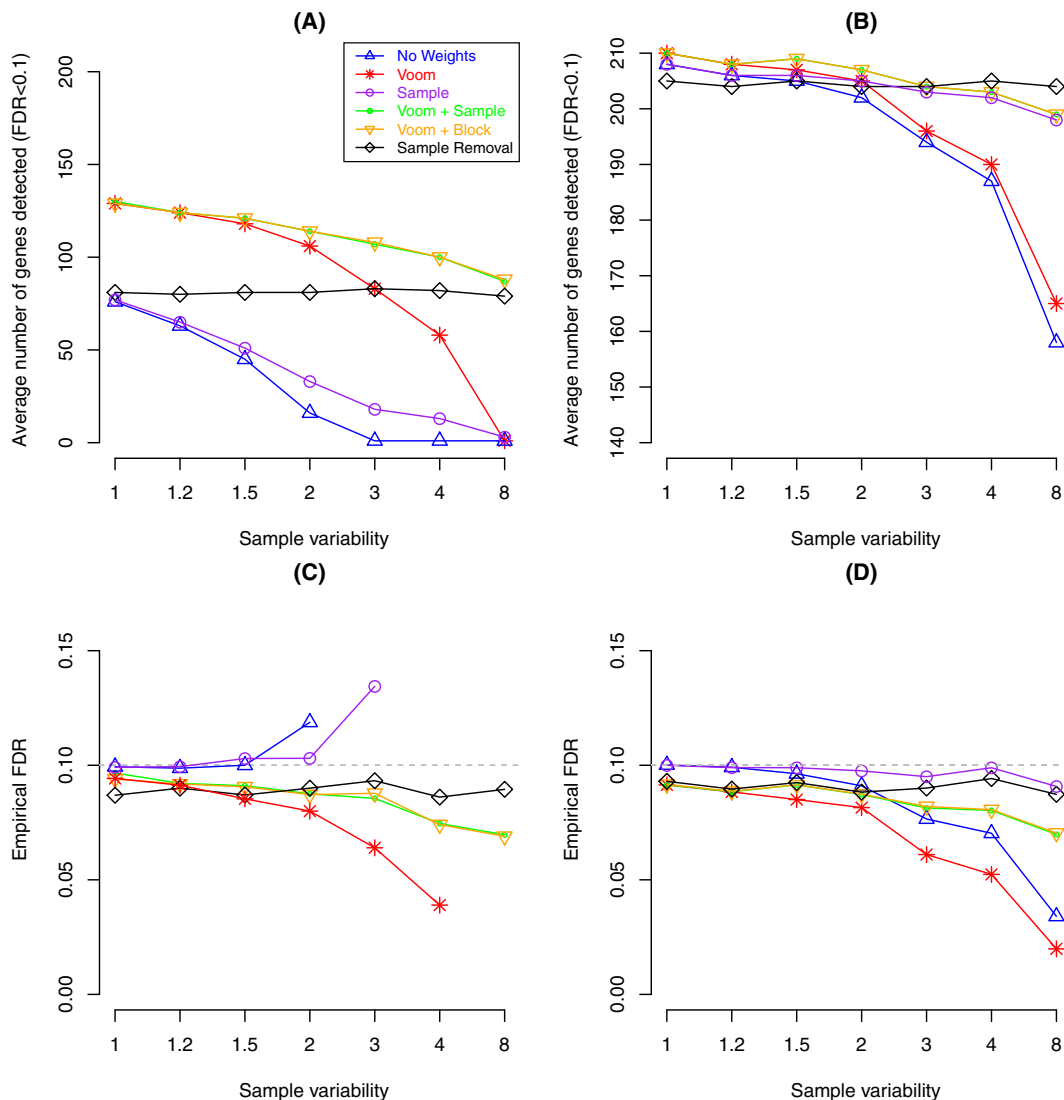 (A)
Average number of genes detected (FDR<0.1)
0 50 100 150 200
No Weights
Voom
Sample
Voom + Sample
Voom + Block
Sample Removal
1 1.2 1.5 2 3 4 8
Sample variability
(B)
Average number of genes detected (FDR<0.1)
140 150 160 170 180 190 200 210
1 1.2 1.5 2 3 4 8
Sample variability
(C)
Empirical FDR
0.00 0.05 0.10 0.15
1 1.2 1.5 2 3 4 8
Sample variability
(D)
Empirical FDR
0.00 0.05 0.10 0.15
1 1.2 1.5 2 3 4 8
Sample variability